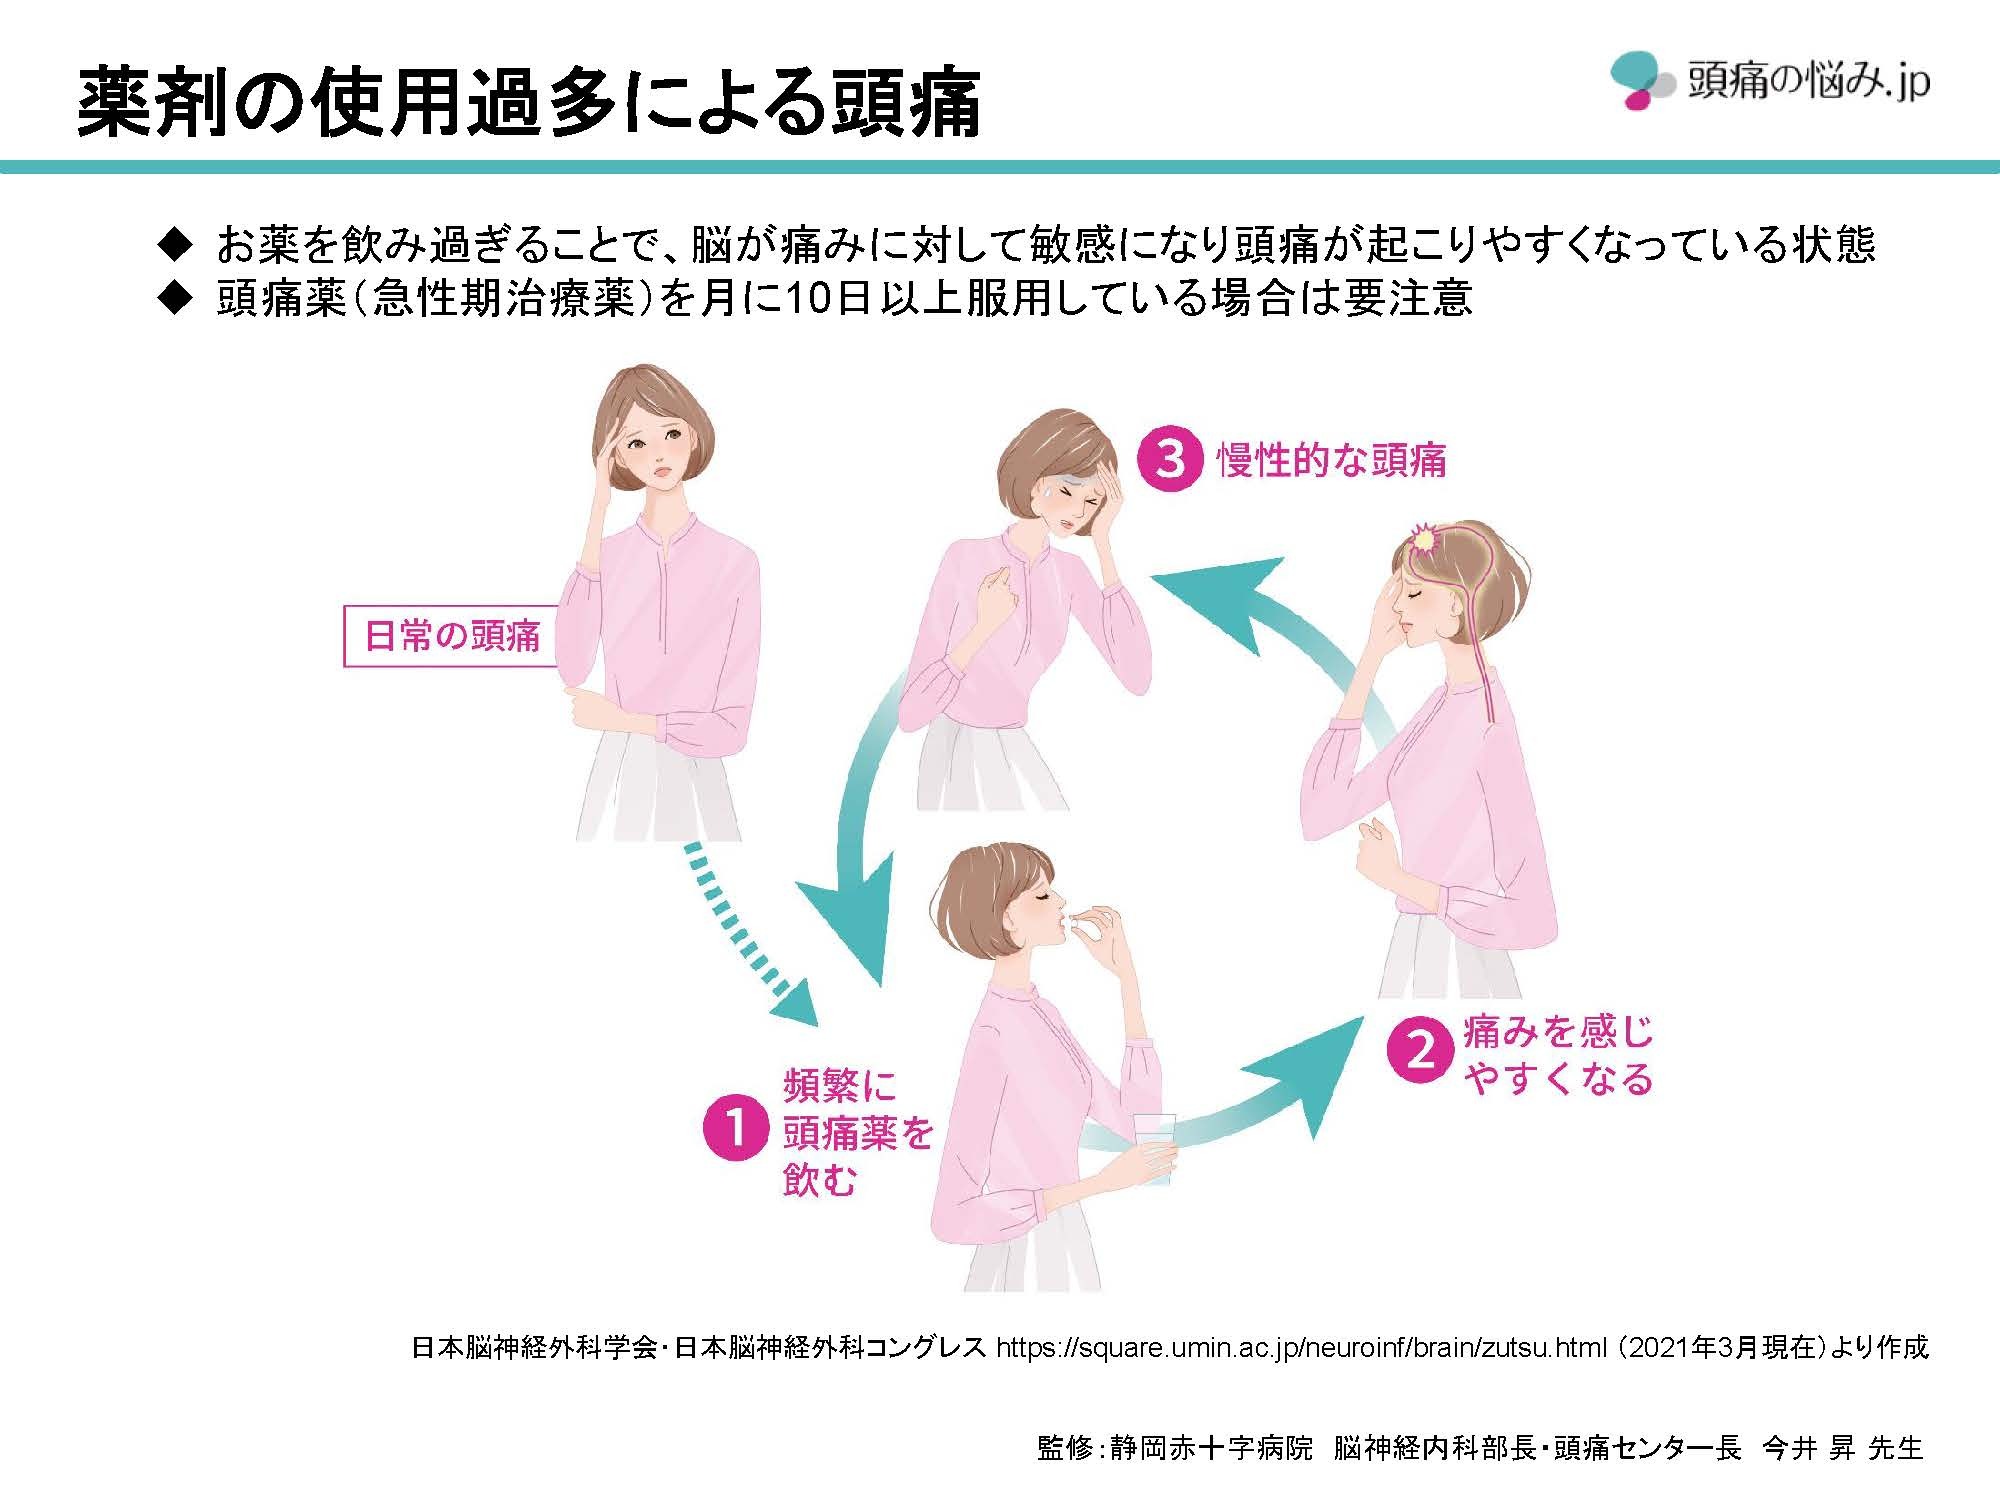 薬剤の使用過多による頭痛
頭痛の悩み.jp
◆ お薬を飲み過ぎることで、脳が痛みに対して敏感になり頭痛が起こりやすくなっている状態
◆ 頭痛薬（急性期治療薬）を月に10日以上服用している場合は要注意
3 慢性的な頭痛
日常の頭痛
2 痛みを感じ
やすくなる
1 頻繁に
頭痛薬を
飲む
日本脳神経外科学会・日本脳神経外科コングレス https://square.umin.ac.jp/neuroinf/brain/zutsu.html （2021年3月現在）より作成
監修：静岡赤十字病院　脳神経内科部長・頭痛センター長　今井 昇 先生